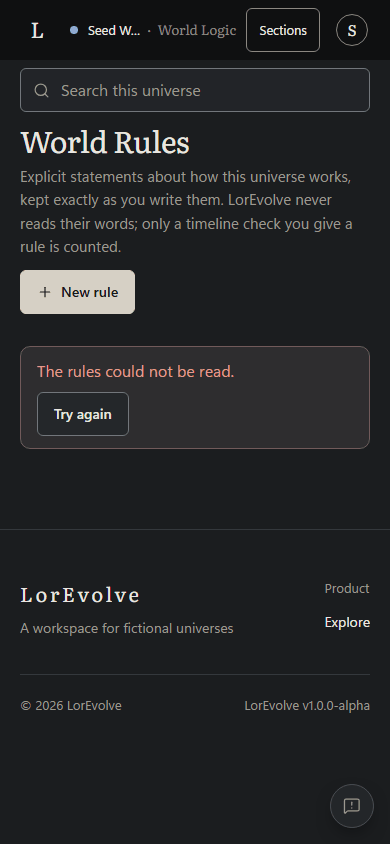 L
Seed W... · World Logic
Sections
S
Search this universe
World Rules
Explicit statements about how this universe works,
kept exactly as you write them. LorEvolve never
reads their words; only a timeline check you give a
rule is counted.
New rule
The rules could not be read.
Try again
LorEvolve
A workspace for fictional universes
Product
Explore
© 2026 LorEvolve
LorEvolve v1.0.0-alpha